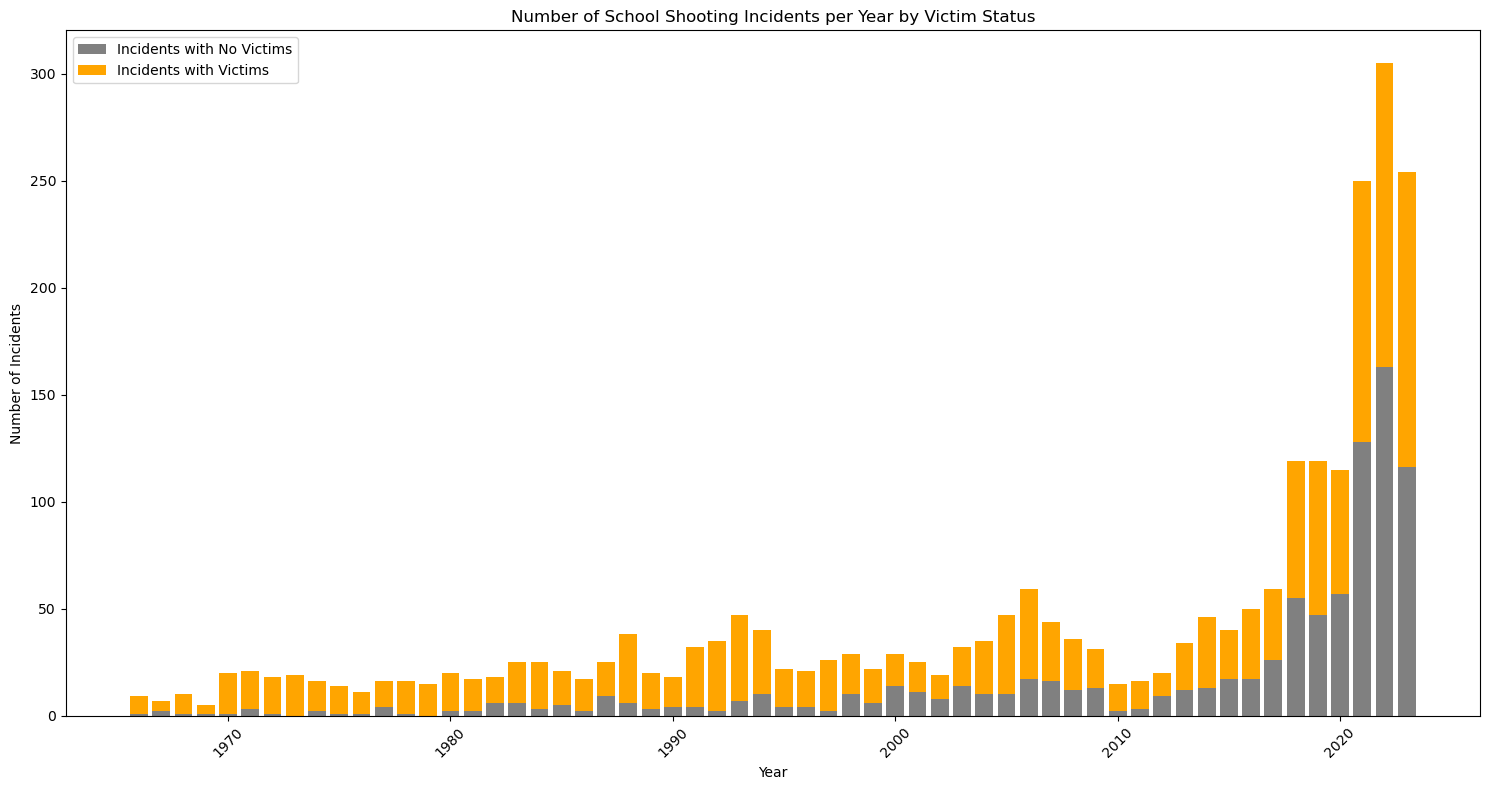 Number of School Shooting Incidents per Year by Victim Status
Incidents with No Victims
Incidents with Victims
Number of Incidents
300
250
200
150
100
50
0
1970
1980
1990
2000
2010
2020
Year